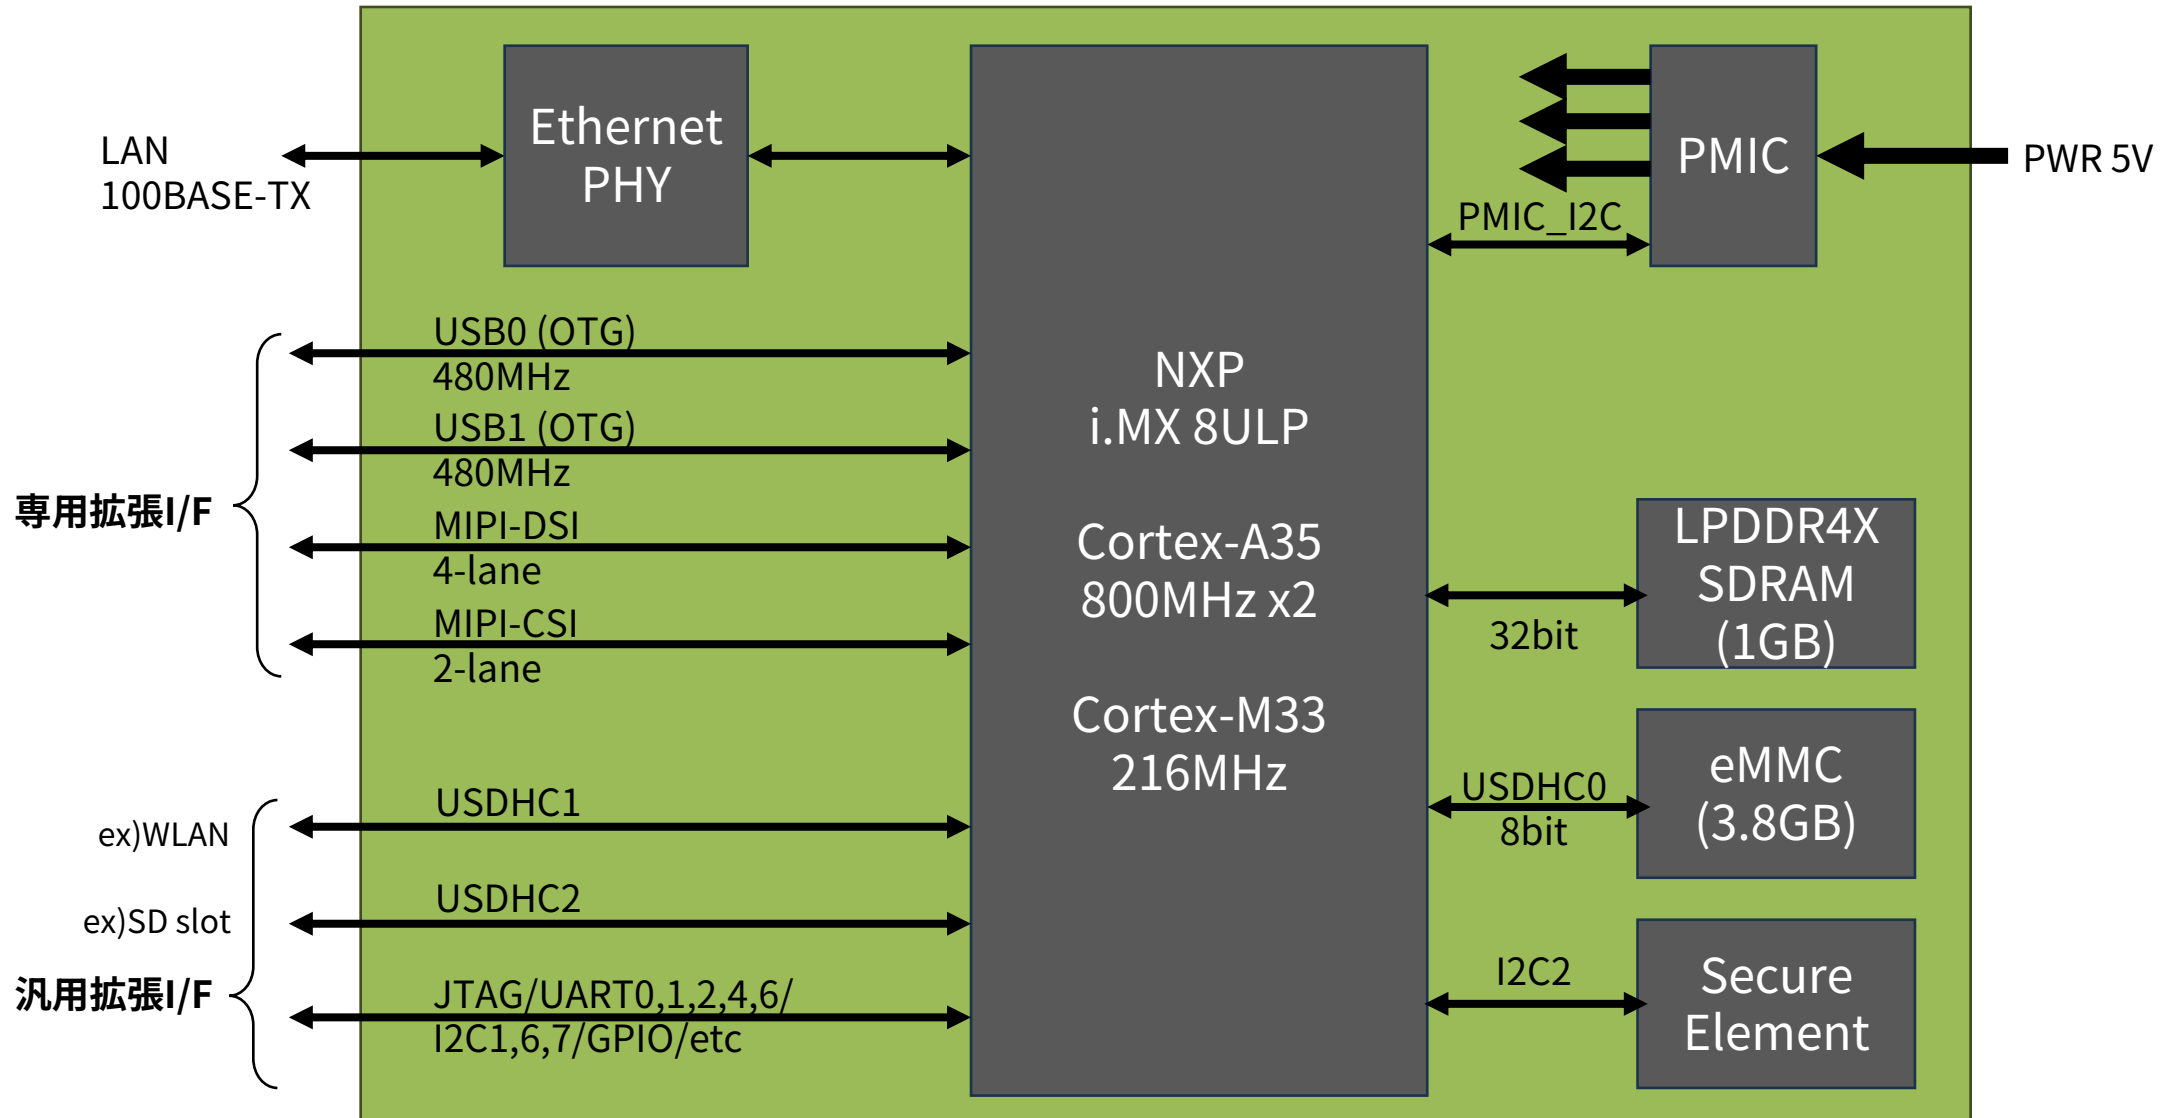 LAN
100BASE-TX
Ethernet
PHY
PMIC
PWR 5V
PMIC_I2C
専用拡張I/F
USB0 (OTG)
480MHz
USB1 (OTG)
480MHz
MIPI-DSI
4-lane
MIPI-CSI
2-lane
NXP
i.MX 8ULP
Cortex-A35
800MHz x2
Cortex-M33
216MHz
32bit
LPDDR4X
SDRAM
(1GB)
USDHC0
8bit
eMMC
(3.8GB)
I2C2
Secure
Element
ex)WLAN
USDHC1
ex)SD slot
USDHC2
汎用拡張I/F
JTAG/UART0,1,2,4,6/
I2C1,6,7/GPIO/etc